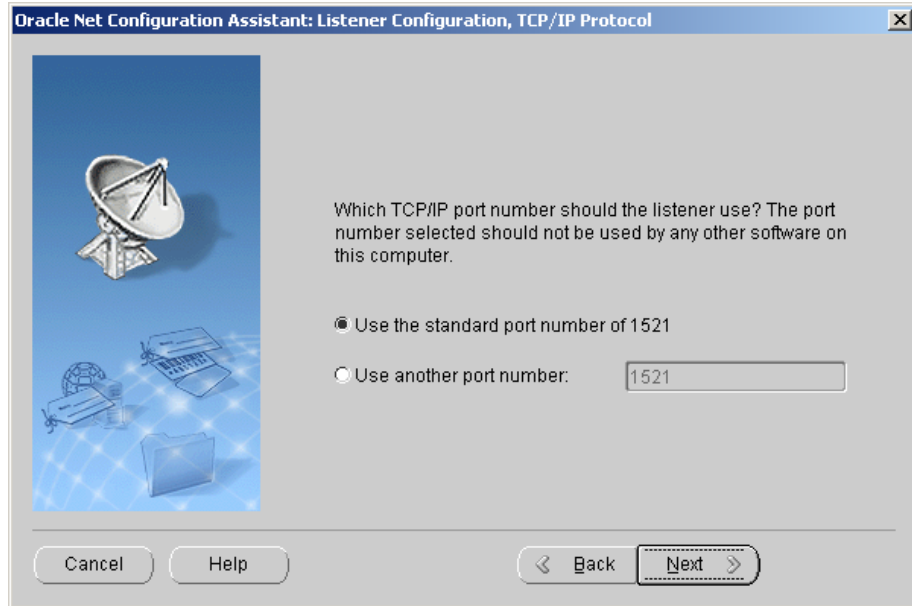 Oracle Net Configuration Assistant: Listener Configuration, TCP/IP Protocol
Which TCP/IP port number should the listener use? The port
number selected should not be used by any other software on
this computer.
Use the standard port number of 1521
Use another port number: 1521
Cancel Help Back Next